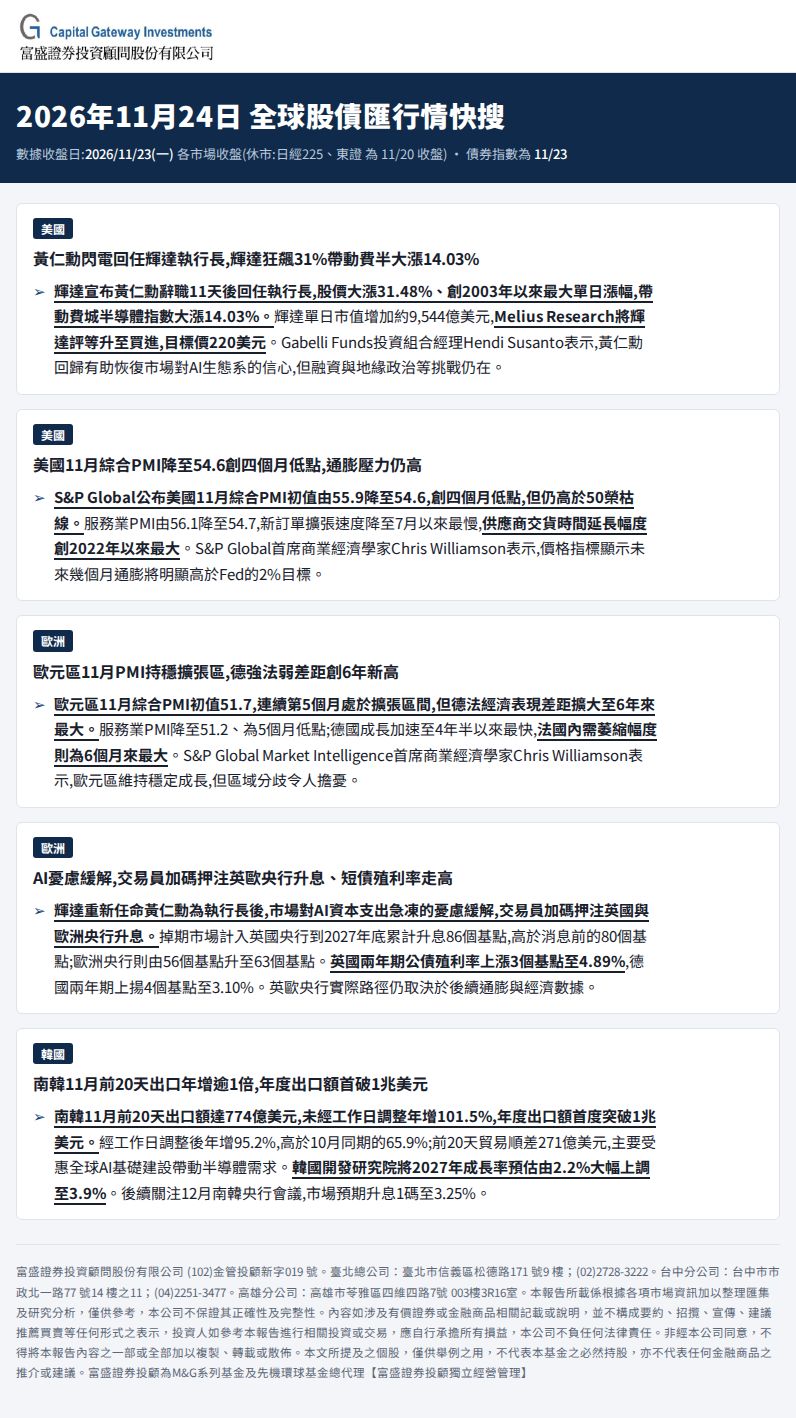 Capital Gateway Investments
富盛證券投資顧問股份有限公司
2026年11月24日 全球股債匯行情快搜
數據收盤日:2026/11/23(一) 各市場收盤(休市:日經225、東證 為 11/20 收盤) ・ 債券指數為 11/23
美國
黃仁勳閃電回任輝達執行長,輝達狂飆31%帶動費半大漲14.03%
➢ 輝達宣布黃仁勳辭職11天後回任執行長,股價大漲31.48%、創2003年以來最大單日漲幅,帶
動費城半導體指數大漲14.03%。輝達單日市值增加約9,544億美元,Melius Research將輝
達評等升至買進,目標價220美元。Gabelli Funds投資組合經理Hendi Susanto表示,黃仁勳
回歸有助恢復市場對AI生態系的信心,但融資與地緣政治等挑戰仍在。
美國
美國11月綜合PMI降至54.6創四個月低點,通膨壓力仍高
➢ S&P Global公布美國11月綜合PMI初值由55.9降至54.6,創四個月低點,但仍高於50榮枯
線。服務業PMI由56.1降至54.7,新訂單擴張速度降至7月以來最慢,供應商交貨時間延長幅度
創2022年以來最大。S&P Global首席商業經濟學家Chris Williamson表示,價格指標顯示未
來幾個月通膨將明顯高於Fed的2%目標。
歐洲
歐元區11月PMI持穩擴張區,德強法弱差距創6年新高
➢ 歐元區11月綜合PMI初值51.7,連續第5個月處於擴張區間,但德法經濟表現差距擴大至6年來
最大。服務業PMI降至51.2、為5個月低點;德國成長加速至4年半以來最快,法國內需萎縮幅度
則為6個月來最大。S&P Global Market Intelligence首席商業經濟學家Chris Williamson表
示,歐元區維持穩定成長,但區域分歧令人擔憂。
歐洲
AI憂慮緩解,交易員加碼押注英歐央行升息、短債殖利率走高
➢ 輝達重新任命黃仁勳為執行長後,市場對AI資本支出急凍的憂慮緩解,交易員加碼押注英國與
歐洲央行升息。掉期市場計入英國央行到2027年底累計升息86個基點,高於消息前的80個基
點;歐洲央行則由56個基點升至63個基點。英國兩年期公債殖利率上漲3個基點至4.89%,德
國兩年期上揚4個基點至3.10%。英歐央行實際路徑仍取決於後續通膨與經濟數據。
韓國
南韓11月前20天出口年增逾1倍,年度出口額首破1兆美元
➢ 南韓11月前20天出口額達774億美元,未經工作日調整年增101.5%,年度出口額首度突破1兆
美元。經工作日調整後年增95.2%,高於10月同期的65.9%;前20天貿易順差271億美元,主要受
惠全球AI基礎建設帶動半導體需求。韓國開發研究院將2027年成長率預估由2.2%大幅上調
至3.9%。後續關注12月南韓央行會議,市場預期升息1碼至3.25%。
富盛證券投資顧問股份有限公司 (102)金管投顧新字019 號。臺北總公司：臺北市信義區松德路171 號9 樓；(02)2728-3222。台中分公司：台中市市
政北一路77 號14 樓之11；(04)2251-3477。高雄分公司：高雄市苓雅區四維四路7號 003樓3R16室。本報告所載係根據各項市場資訊加以整理匯集
及研究分析，僅供參考，本公司不保證其正確性及完整性。內容如涉及有價證券或金融商品相關記載或說明，並不構成要約、招攬、宣傳、建議
推薦買賣等任何形式之表示，投資人如參考本報告進行相關投資或交易，應自行承擔所有損益，本公司不負任何法律責任。非經本公司同意，不
得將本報告內容之一部或全部加以複製、轉載或散佈。本文所提及之個股，僅供舉例之用，不代表本基金之必然持股，亦不代表任何金融商品之
推介或建議。富盛證券投顧為M&G系列基金及先機環球基金總代理【富盛證券投顧獨立經營管理】